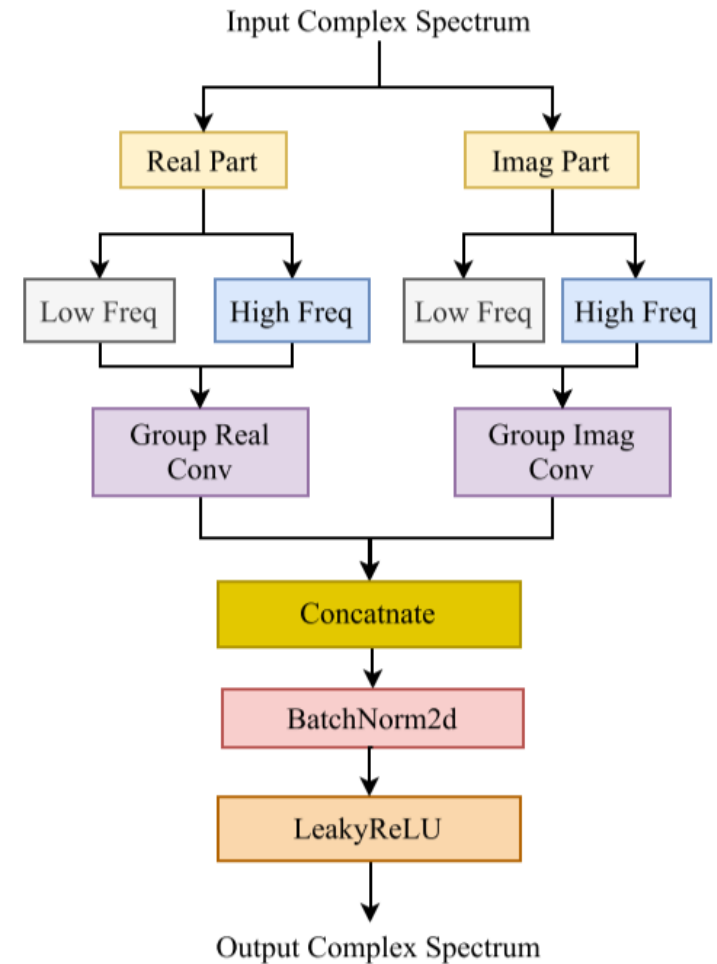 Input Complex Spectrum
Real Part
Imag Part
Low Freq
High Freq
Low Freq
High Freq
Group Real
Conv
Group Imag
Conv
Concatnate
BatchNorm2d
LeakyReLU
Output Complex Spectrum